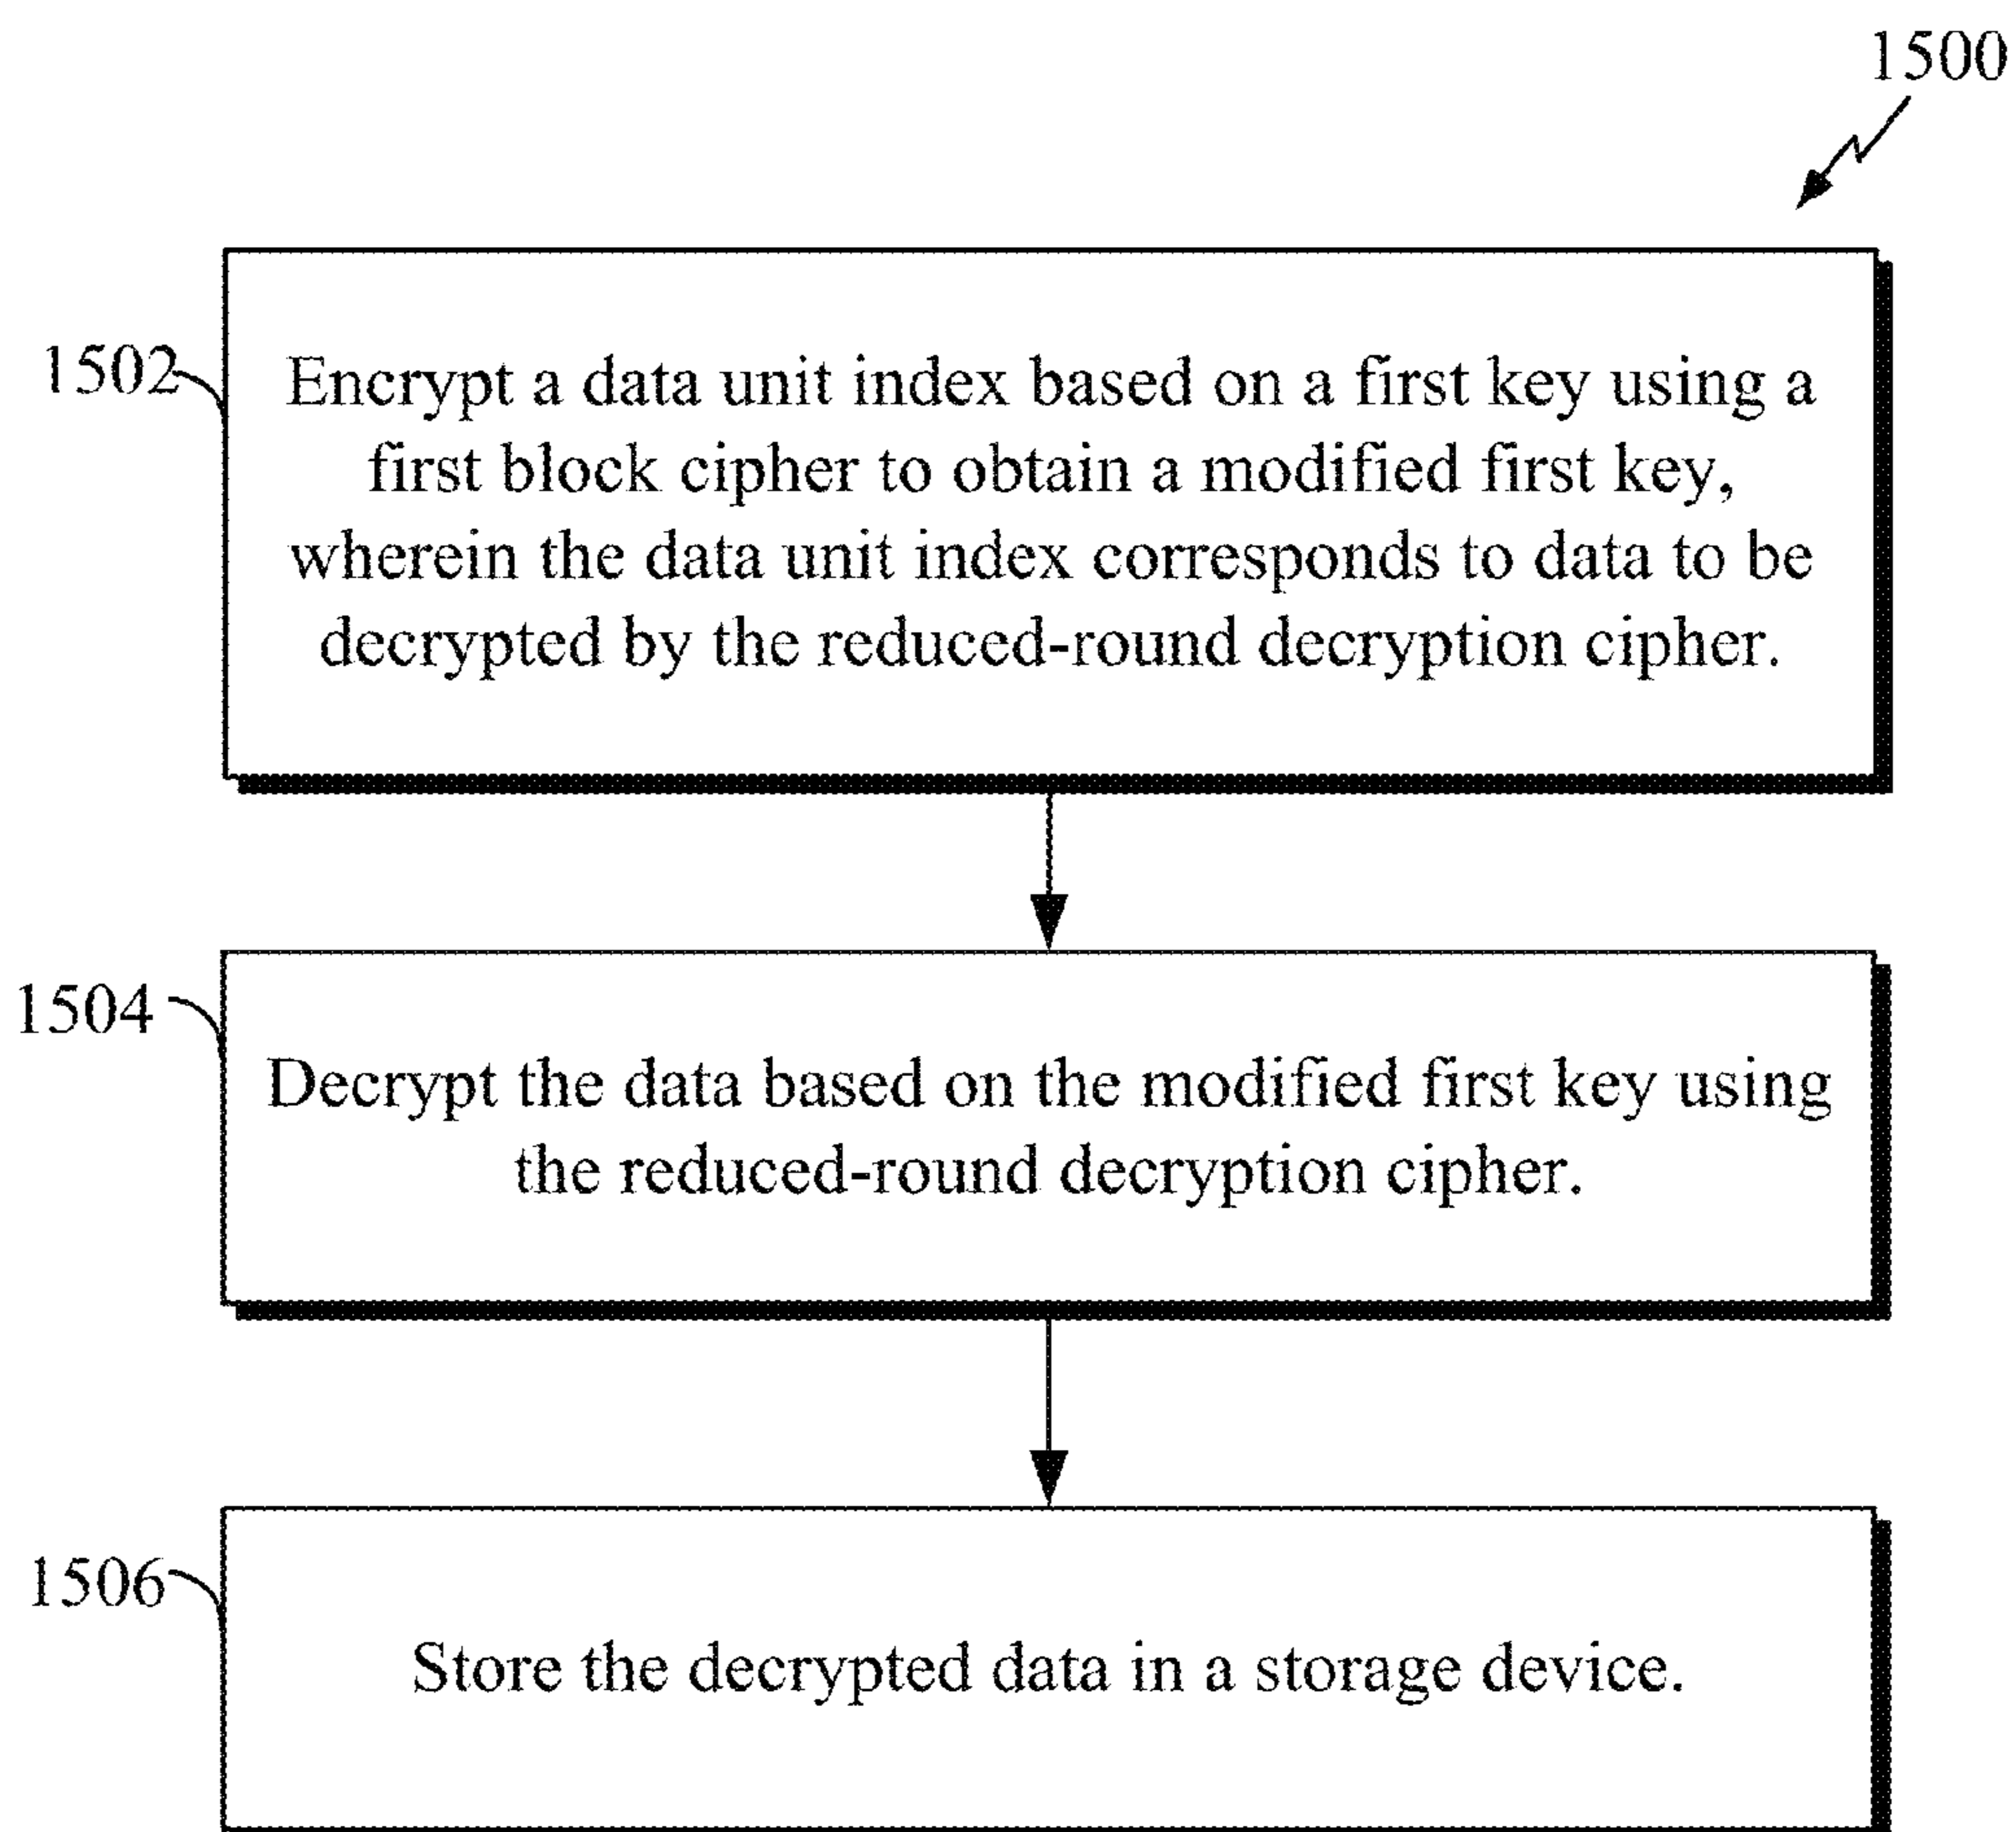 1500
1502
Encrypt a data unit index based on a first key using a
first block cipher to obtain a modified first key,
wherein the data unit index corresponds to data to be
decrypted by the reduced-round decryption cipher.
1504
Decrypt the data based on the modified first key using
the reduced-round decryption cipher.
1506
Store the decrypted data in a storage device.